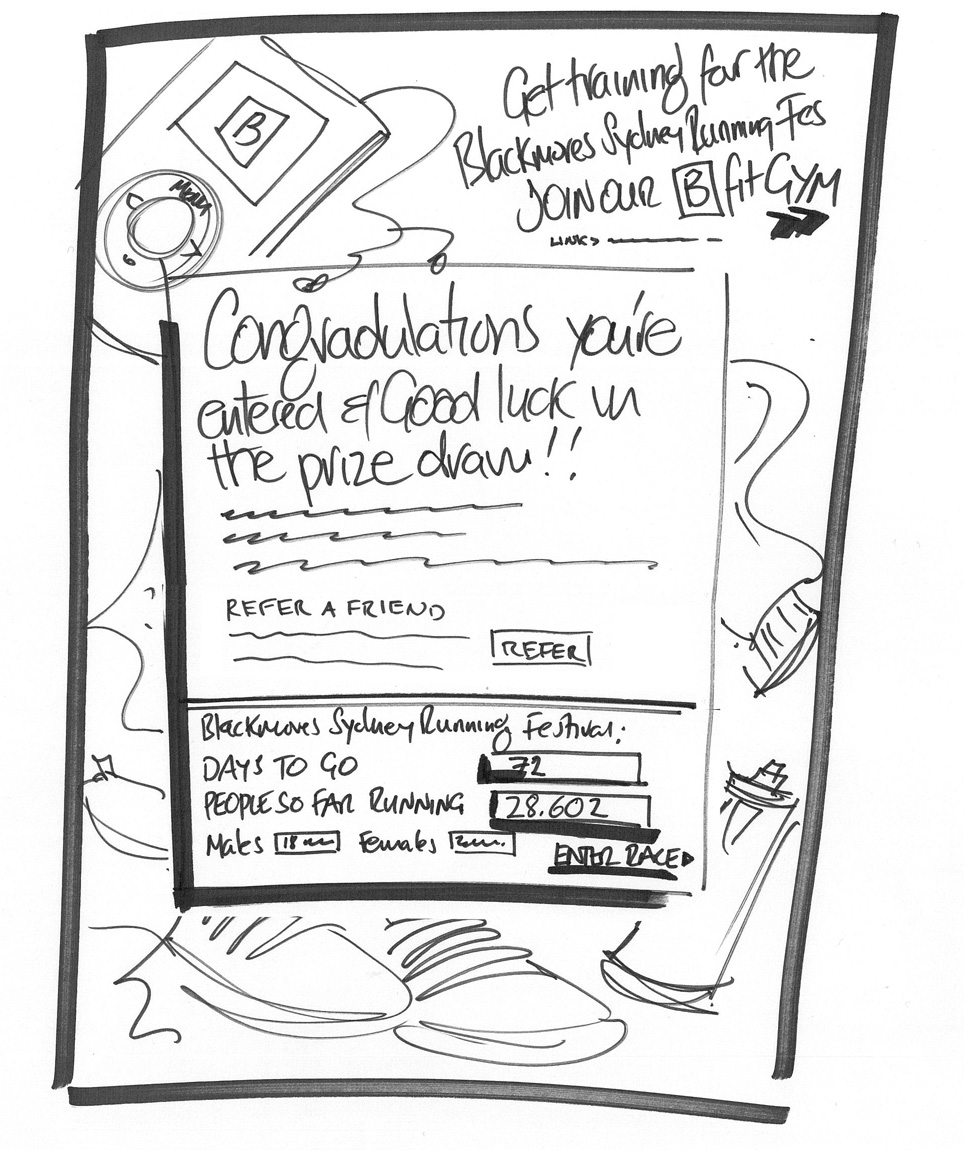 B
Menu
Get training for the
Blackmores Sydney Running Fes
JOIN OUR B fit GYM
LINKS
Congradulations you're
entered & Good luck in
the prize draw!!
REFER A FRIEND
REFER
Blackmores Sydney Running Festival:
DAYS TO GO 72
PEOPLE SO FAR RUNNING 28.602
Males 18 Females
ENTER RACE